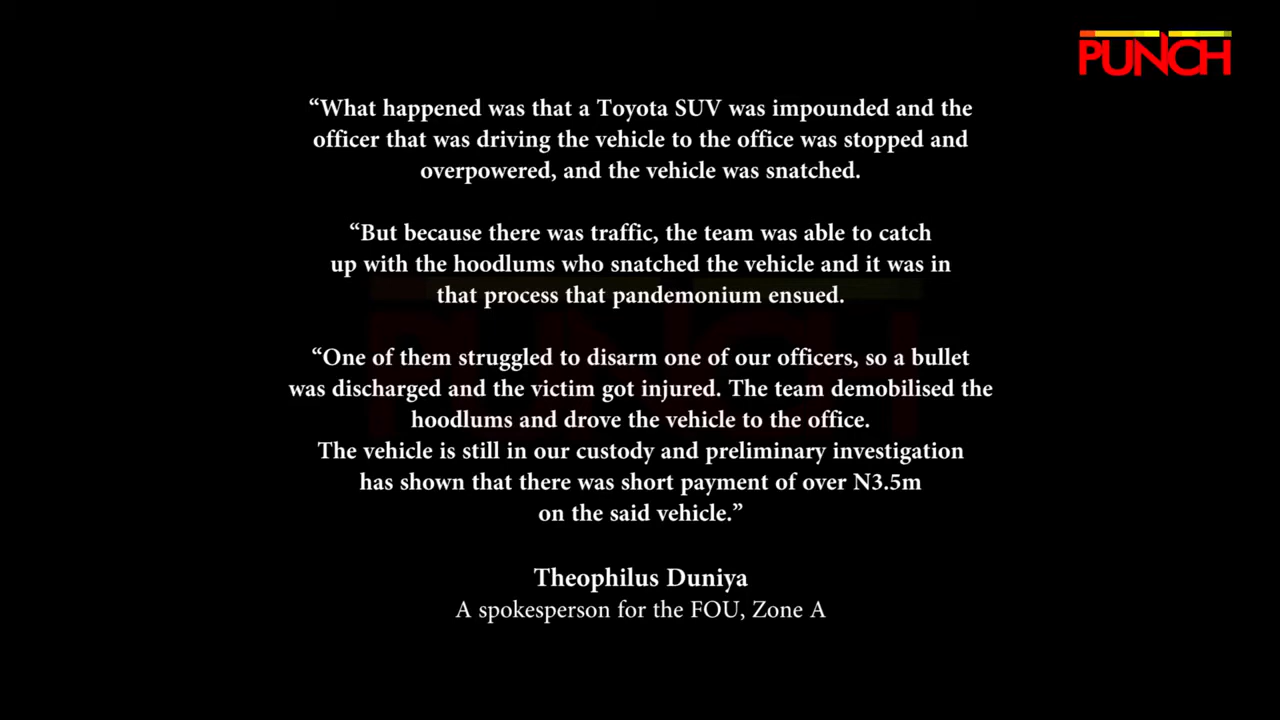 PUNCH
“What happened was that a Toyota SUV was impounded and the
officer that was driving the vehicle to the office was stopped and
overpowered, and the vehicle was snatched.
“But because there was traffic, the team was able to catch
up with the hoodlums who snatched the vehicle and it was in
that process that pandemonium ensued.
“One of them struggled to disarm one of our officers, so a bullet
was discharged and the victim got injured. The team demobilised the
hoodlums and drove the vehicle to the office.
The vehicle is still in our custody and preliminary investigation
has shown that there was short payment of over N3.5m
on the said vehicle.”
Theophilus Duniya
A spokesperson for the FOU, Zone A